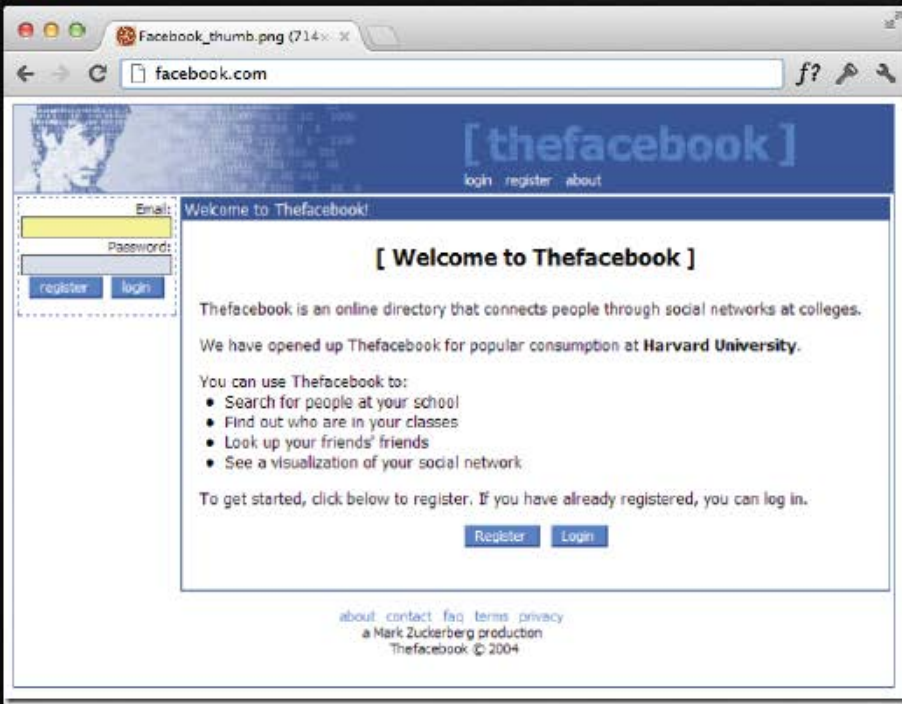 Facebook_thumb.png (714×
facebook.com
f?
[ thefacebook ]
login register about
Email:
Password:
register login
Welcome to Thefacebook!
[ Welcome to Thefacebook ]
Thefacebook is an online directory that connects people through social networks at colleges.
We have opened up Thefacebook for popular consumption at Harvard University.
You can use Thefacebook to:
• Search for people at your school
• Find out who are in your classes
• Look up your friends' friends
• See a visualization of your social network
To get started, click below to register. If you have already registered, you can log in.
Register Login
about contact faq terms privacy
a Mark Zuckerberg production
Thefacebook © 2004